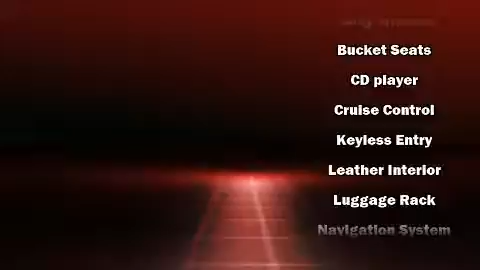 Bucket Seats
CD player
Cruise Control
Keyless Entry
Leather Interior
Luggage Rack
Navigation System